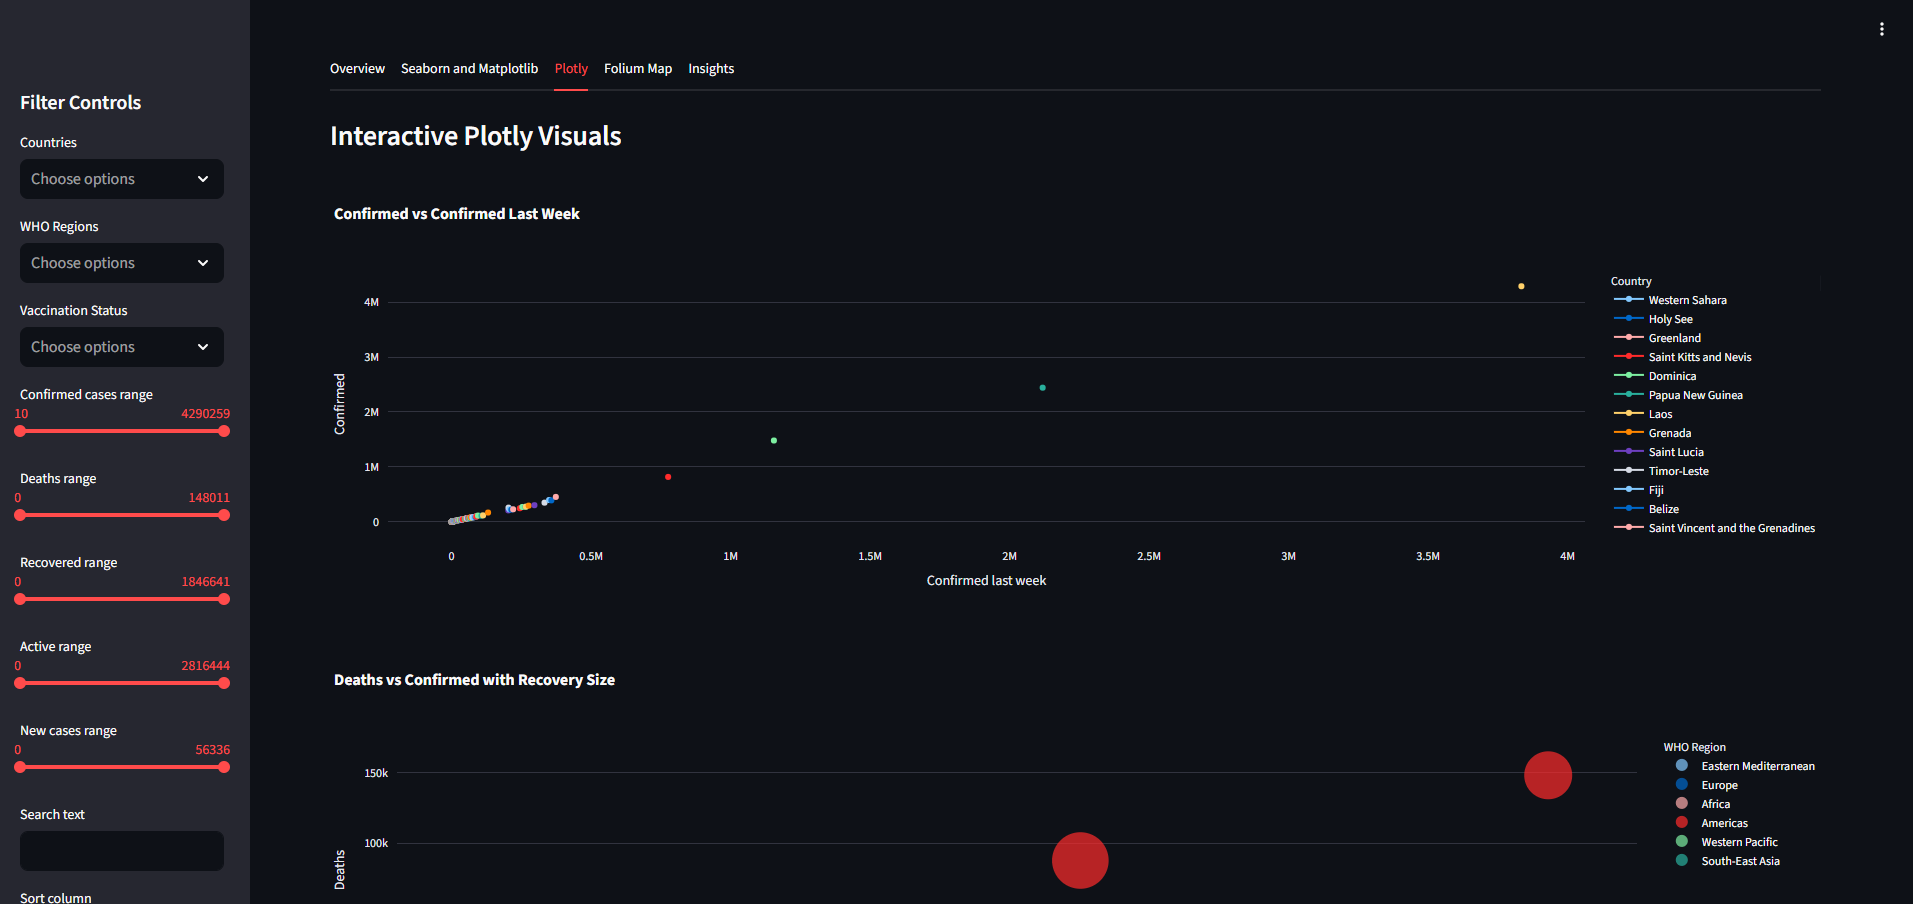 Filter Controls
Countries
Choose options
WHO Regions
Choose options
Vaccination Status
Choose options
Confirmed cases range
10 4290259
Deaths range
0 148011
Recovered range
0 1846641
Active range
0 2816444
New cases range
0 56336
Search text
Sort column
Overview Seaborn and Matplotlib Plotly Folium Map Insights
Interactive Plotly Visuals
Confirmed vs Confirmed Last Week
Confirmed
4M
3M
2M
1M
0
0 0.5M 1M 1.5M 2M 2.5M 3M 3.5M 4M
Confirmed last week
Country
Western Sahara
Holy See
Greenland
Saint Kitts and Nevis
Dominica
Papua New Guinea
Laos
Grenada
Saint Lucia
Timor-Leste
Fiji
Belize
Saint Vincent and the Grenadines
Deaths vs Confirmed with Recovery Size
150k
100k
Deaths
WHO Region
Eastern Mediterranean
Europe
Africa
Americas
Western Pacific
South-East Asia